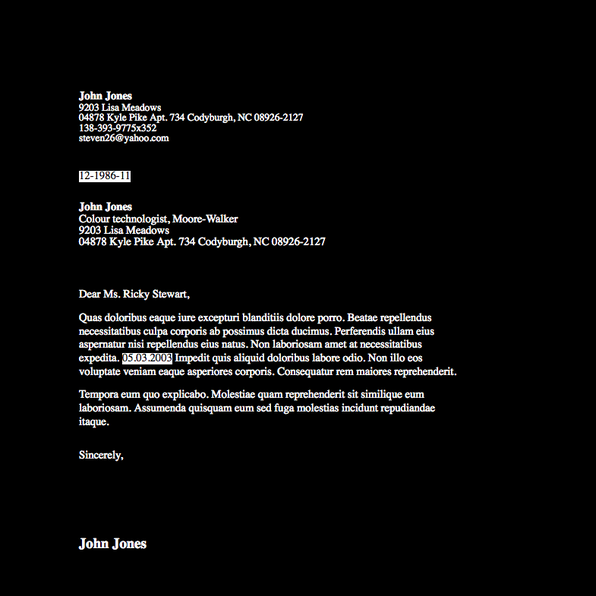 John Jones
9203 Lisa Meadows
04878 Kyle Pike Apt. 734 Codyburgh, NC 08926-2127
138-393-9775x352
steven26@yahoo.com
12-1986-11
John Jones
Colour technologist, Moore-Walker
9203 Lisa Meadows
04878 Kyle Pike Apt. 734 Codyburgh, NC 08926-2127
Dear Ms. Ricky Stewart,
Quas doloribus eaque iure excepturi blanditiis dolore porro. Beatae repellendus
necessitatibus culpa corporis ab possimus dicta ducimus. Perferendis ullam eius
aspernatur nisi repellendus eius natus. Non laboriosam amet at necessitatibus
expedita. 05.03.2003 Impedit quis aliquid doloribus labore odio. Non illo eos
voluptate veniam eaque asperiores corporis. Consequatur rem maiores reprehenderit.
Tempora eum quo explicabo. Molestiae quam reprehenderit sit similique eum
laboriosam. Assumenda quisquam eum sed fuga molestias incidunt repudiandae
itaque.
Sincerely,
John Jones